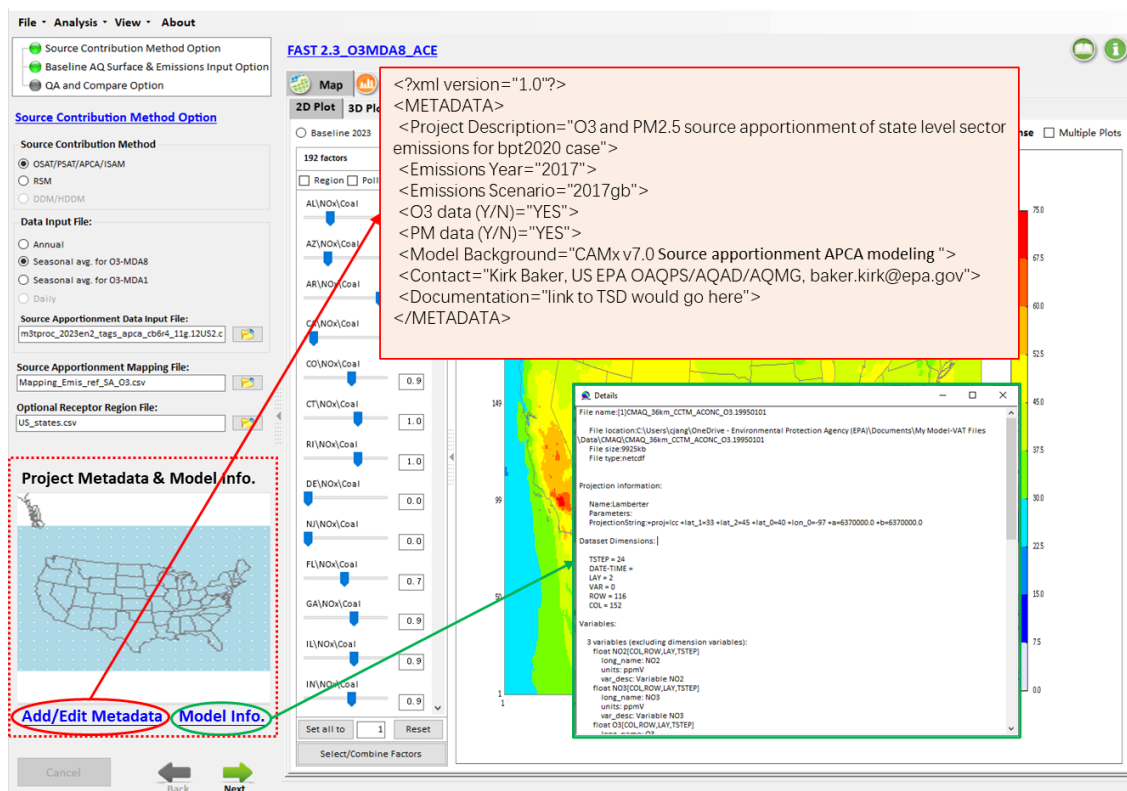 File ▾ Analysis ▾ View ▾ About
Source Contribution Method Option
Baseline AQ Surface & Emissions Input Option
QA and Compare Option
Source Contribution Method Option
Source Contribution Method
OSAT/PSAT/APCA/ISAM
RSM
DDM/HDDM
Data Input File:
Annual
Seasonal avg. for O3-MDA8
Seasonal avg. for O3-MDA1
Daily
Source Apportionment Data Input File:
m3tproc_2023en2_tags_apca_cb6r4_11g.12US2.c
Source Apportionment Mapping File:
Mapping_Emis_ref_SA_O3.csv
Optional Receptor Region File:
US_states.csv
Project Metadata & Model Info.
Add/Edit Metadata
Model Info.
Cancel
Back
Next
FAST 2.3_O3MDA8_ACE
Map
2D Plot
3D
Baseline 2023
Multiple Plots
192 factors
Region
AL\NOx\Coal
AZ\NOx\Coal
AR\NOx\Coal
CA\NOx\Coal
CO\NOx\Coal
0.9
CT\NOx\Coal
1.0
RI\NOx\Coal
1.0
DE\NOx\Coal
0.0
NJ\NOx\Coal
0.0
FL\NOx\Coal
0.7
GA\NOx\Coal
0.9
IL\NOx\Coal
0.9
IN\NOx\Coal
0.9
Set all to 1 Reset
Select/Combine Factors
<?xml version="1.0"?>
<METADATA>
<Project Description="O3 and PM2.5 source apportionment of state level sector
emissions for bpt2020 case">
<Emissions Year="2017">
<Emissions Scenario="2017gb">
<O3 data (Y/N)="YES">
<PM data (Y/N)="YES">
<Model Background="CAMx v7.0 Source apportionment APCA modeling ">
<Contact="Kirk Baker, US EPA OAQPS/AQAD/AQMG, baker.kirk@epa.gov">
<Documentation="link to TSD would go here">
</METADATA>
149
99
50
1
1
75.0
67.5
60.0
52.5
45.0
37.5
30.0
22.5
15.0
7.5
0.0
Details
File name:[1]CMAQ_36km_CCTM_ACONC_O3.19950101
File location:C:\Users\cjang\OneDrive - Environmental Protection Agency (EPA)\Documents\My Model-VAT Files
\Data\CMAQ\CMAQ_36km_CCTM_ACONC_O3.19950101
File size:9925kb
File type:netcdf
Projection information:
Name:Lamberter
Parameters:
ProjectionString:+proj=lcc +lat_1=33 +lat_2=45 +lat_0=40 +lon_0=-97 +a=6370000.0 +b=6370000.0
Dataset Dimensions:
TSTEP = 24
DATE-TIME =
LAY = 2
VAR = 0
ROW = 116
COL = 152
Variables:
3 variables (excluding dimension variables):
float NO2[COL,ROW,LAY,TSTEP]
long_name: NO2
units: ppmV
var_desc: Variable NO2
float NO3[COL,ROW,LAY,TSTEP]
long_name: NO3
units: ppmV
var_desc: Variable NO3
float O3[COL,ROW,LAY,TSTEP]